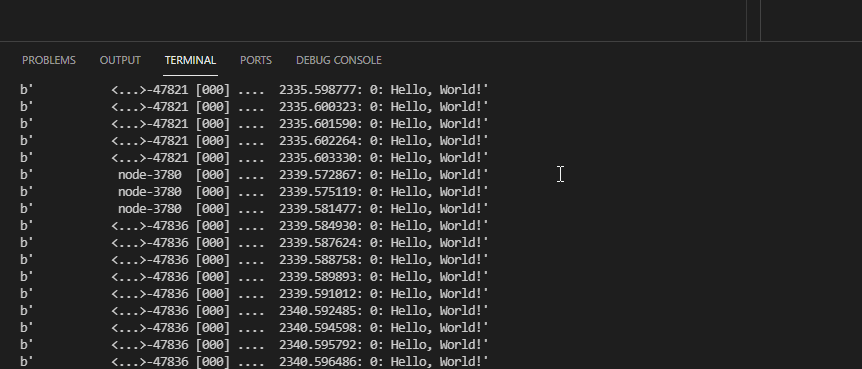 PROBLEMS OUTPUT TERMINAL PORTS DEBUG CONSOLE
b'           <...>-47821 [000] ....  2335.598777: 0: Hello, World!'
b'           <...>-47821 [000] ....  2335.600323: 0: Hello, World!'
b'           <...>-47821 [000] ....  2335.601590: 0: Hello, World!'
b'           <...>-47821 [000] ....  2335.602264: 0: Hello, World!'
b'           <...>-47821 [000] ....  2335.603330: 0: Hello, World!'
b'            node-3780  [000] ....  2339.572867: 0: Hello, World!'
b'            node-3780  [000] ....  2339.575119: 0: Hello, World!'
b'            node-3780  [000] ....  2339.581477: 0: Hello, World!'
b'           <...>-47836 [000] ....  2339.584930: 0: Hello, World!'
b'           <...>-47836 [000] ....  2339.587624: 0: Hello, World!'
b'           <...>-47836 [000] ....  2339.588758: 0: Hello, World!'
b'           <...>-47836 [000] ....  2339.589893: 0: Hello, World!'
b'           <...>-47836 [000] ....  2339.591012: 0: Hello, World!'
b'           <...>-47836 [000] ....  2340.592485: 0: Hello, World!'
b'           <...>-47836 [000] ....  2340.594598: 0: Hello, World!'
b'           <...>-47836 [000] ....  2340.595792: 0: Hello, World!'
b'           <...>-47836 [000] ....  2340.596486: 0: Hello, World!'